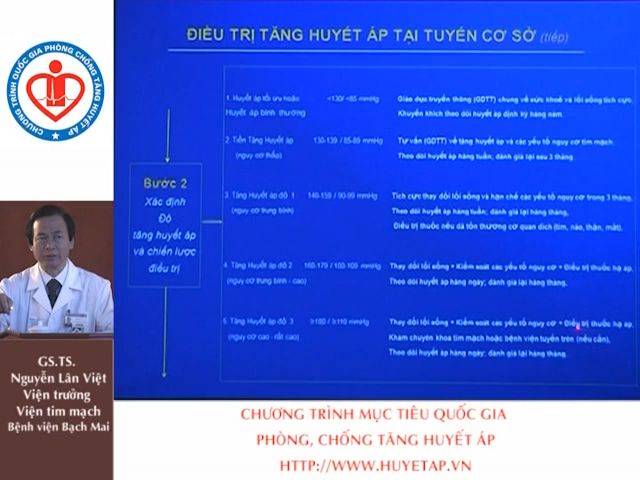 CHƯƠNG TRÌNH QUỐC GIA PHÒNG CHỐNG TĂNG HUYẾT ÁP
ĐIỀU TRỊ TĂNG HUYẾT ÁP TẠI TUYẾN CƠ SỞ (tiếp)
Bước 2
Xác định
Độ
tăng huyết áp
và chiến lược
điều trị
1. Huyết áp tối ưu hoặc <130/ <85 mmHg Giáo dục truyền thông (GDTT) chung về sức khoẻ và lối sống tích cực,
Huyết áp bình thường Khuyến khích theo dõi huyết áp định kỳ hàng năm.
2. Tiền Tăng Huyết áp 130-139 / 85-89 mmHg Tư vấn (GDTT) về tăng huyết áp và các yếu tố nguy cơ tim mạch
(nguy cơ thấp) Theo dõi huyết áp hàng tuần, đánh giá lại sau 3 tháng
3. Tăng Huyết áp độ 1 140-159 / 90-99 mmHg Tích cực thay đổi lối sống và hạn chế các yếu tố nguy cơ trong 3 tháng.
(nguy cơ trung bình) Theo dõi huyết áp hàng tuần; đánh giá lại hàng tháng,
Điều trị thuốc nếu đã tổn thương cơ quan đích (tim, não, thận, mắt).
4. Tăng Huyết áp độ 2 160-179 / 100-109 mmHg Thay đổi lối sống + Kiểm soát các yếu tố nguy cơ + Điều trị thuốc hạ áp,
(nguy cơ trung bình - cao) Theo dõi huyết áp hàng ngày; đánh giá lại hàng tháng.
5. Tăng Huyết áp độ 3 ≥180 / ≥110 mmHg Thay đổi lối sống + Kiểm soát các yếu tố nguy cơ + Điều trị thuốc hạ áp,
(nguy cơ cao - rất cao) Khám chuyên khoa tim mạch hoặc bệnh viện tuyến trên (nếu cần),
Theo dõi huyết áp hàng ngày; đánh giá lại hàng tháng.
GS.TS.
Nguyễn Lân Việt
Viện trưởng
Viện tim mạch
Bệnh viện Bạch Mai
CHƯƠNG TRÌNH MỤC TIÊU QUỐC GIA
PHÒNG, CHỐNG TĂNG HUYẾT ÁP
HTTP://WWW.HUYETAP.VN